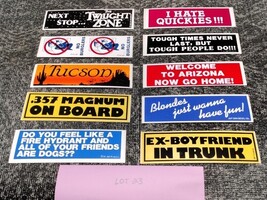 NEXT
STOP...
THE
TWILIGHT
ZONE
I HATE
QUICKIES!!!
TOUGH TIMES NEVER
LAST, BUT
TOUGH PEOPLE DO!!!
Tucson
WELCOME
TO ARIZONA
NOW GO HOME!
.357 MAGNUM
ON BOARD
Blondes
just wanna
have fun!
DO YOU FEEL LIKE A
FIRE HYDRANT AND
ALL OF YOUR FRIENDS
ARE DOGS??
EX-BOYFRIEND
IN TRUNK